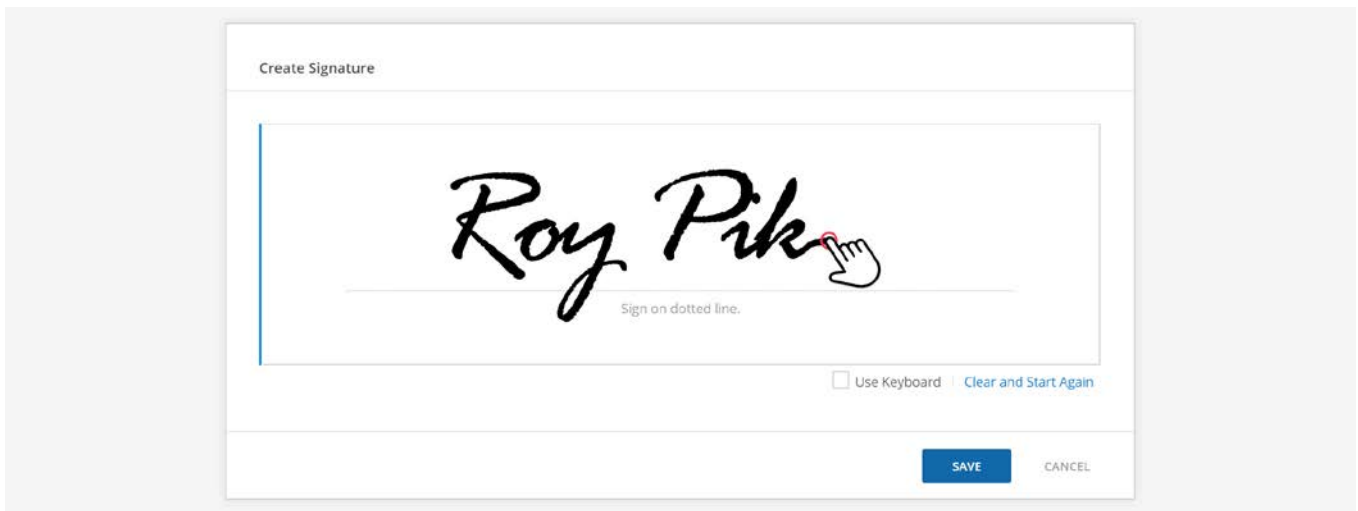 Create Signature
Roy Pik
Sign on dotted line.
Use Keyboard
Clear and Start Again
SAVE
CANCEL